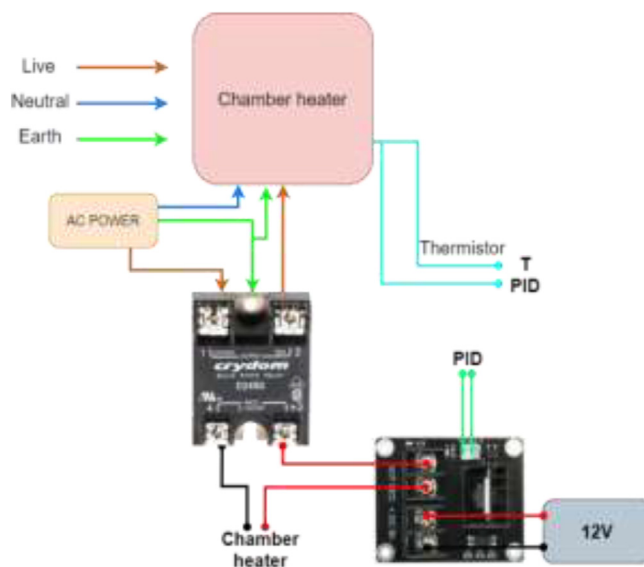 Live
Neutral
Earth
Chamber heater
AC POWER
Thermistor
T
PID
crydom
PID
Chamber
heater
12V